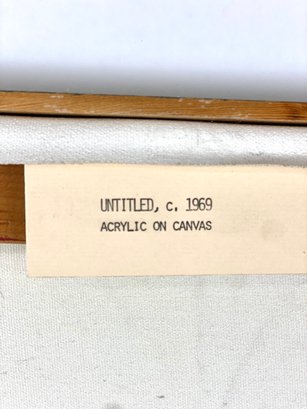 UNTITLED, c. 1969
ACRYLIC ON CANVAS